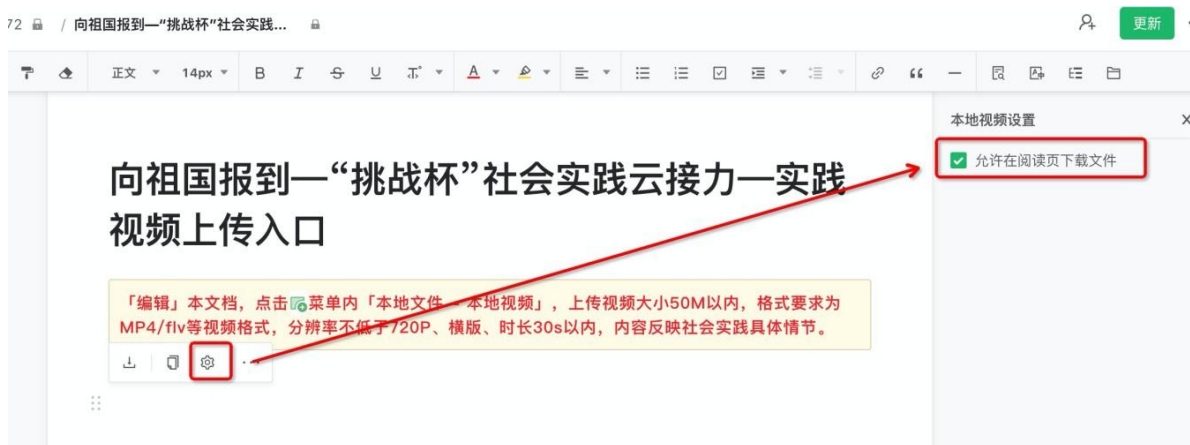 72 / 向祖国报到—“挑战杯”社会实践...
更新
正文 14px B I S U T A
本地视频设置
允许在阅读页下载文件
向祖国报到—“挑战杯”社会实践云接力—实践
视频上传入口
「编辑」本文档，点击菜单内「本地文件 - 本地视频」，上传视频大小50M以内，格式要求为
MP4/flv等视频格式，分辨率不低于720P、横版、时长30s以内，内容反映社会实践具体情节。